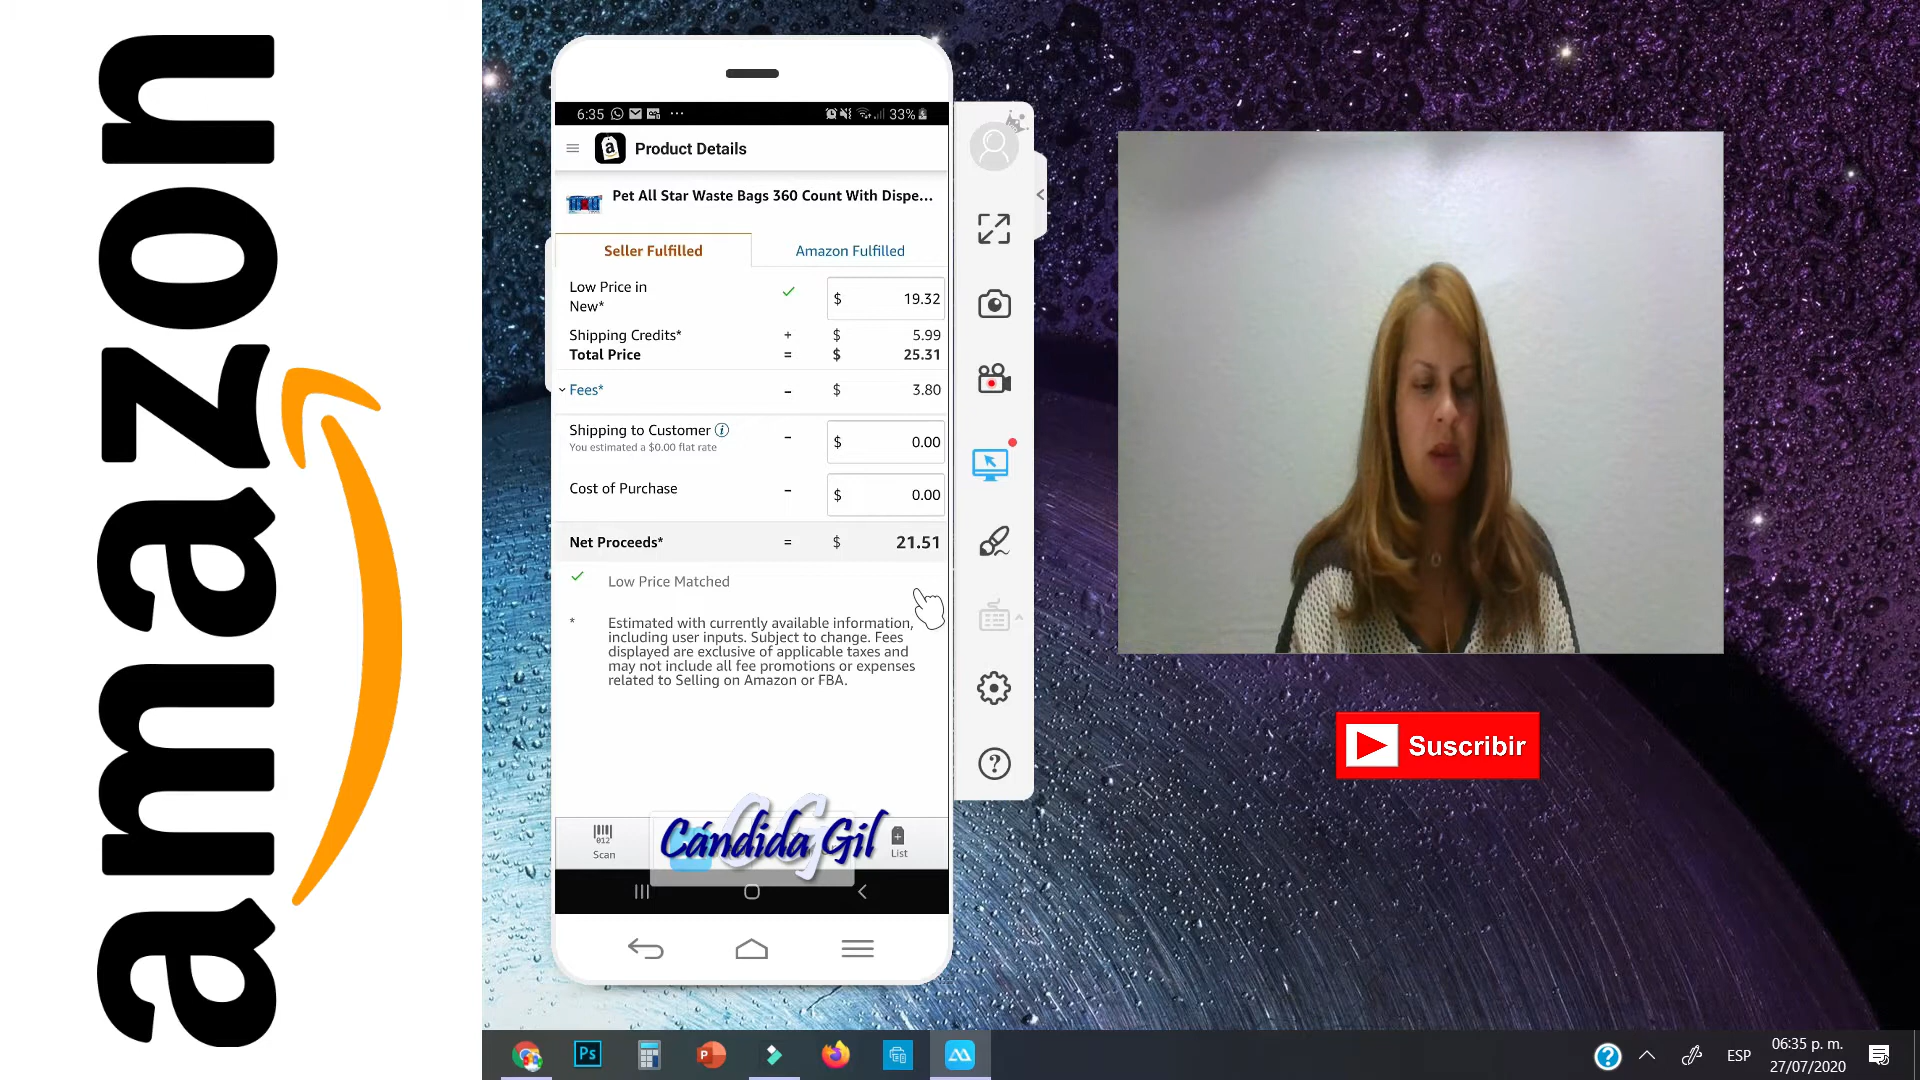 amazon
6:35 33%
Product Details
Pet All Star Waste Bags 360 Count With Dispe...
Seller Fulfilled Amazon Fulfilled
Low Price in New* $ 19.32
Shipping Credits* + $ 5.99
Total Price = $ 25.31
Fees* - $ 3.80
Shipping to Customer - $ 0.00
You estimated a $0.00 flat rate
Cost of Purchase - $ 0.00
Net Proceeds* = $ 21.51
Low Price Matched
* Estimated with currently available information,
including user inputs. Subject to change. Fees
displayed are exclusive of applicable taxes and
may not include all fee promotions or expenses
related to Selling on Amazon or FBA.
Scan
Cándida Gil
List
Suscribir
Ps
ESP
06:35 p. m.
27/07/2020